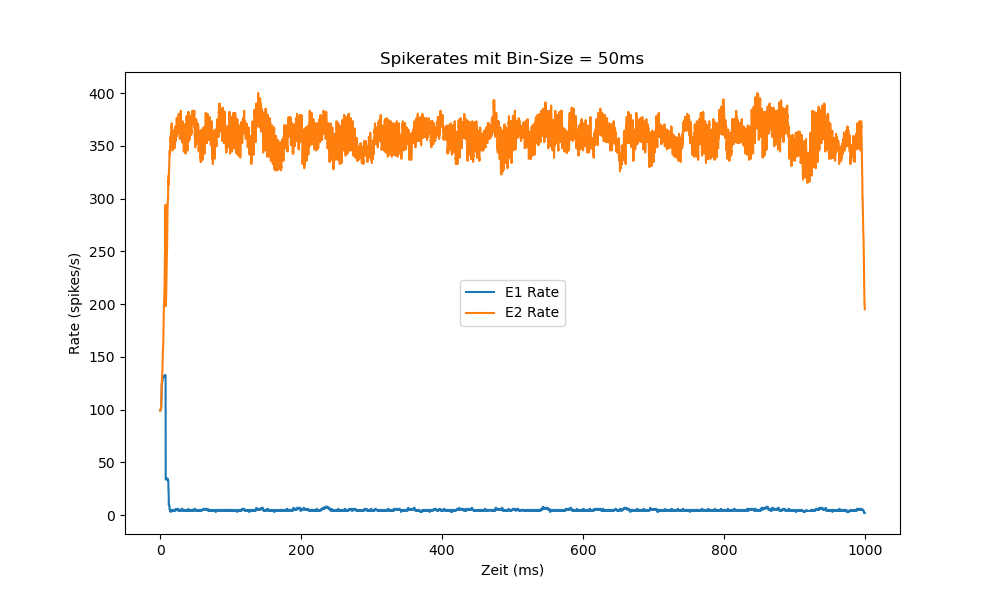 Spikerates mit Bin-Size = 50ms
400
350
300
250
200
150
100
50
0
Rate (spikes/s)
E1 Rate
E2 Rate
0 200 400 600 800 1000
Zeit (ms)